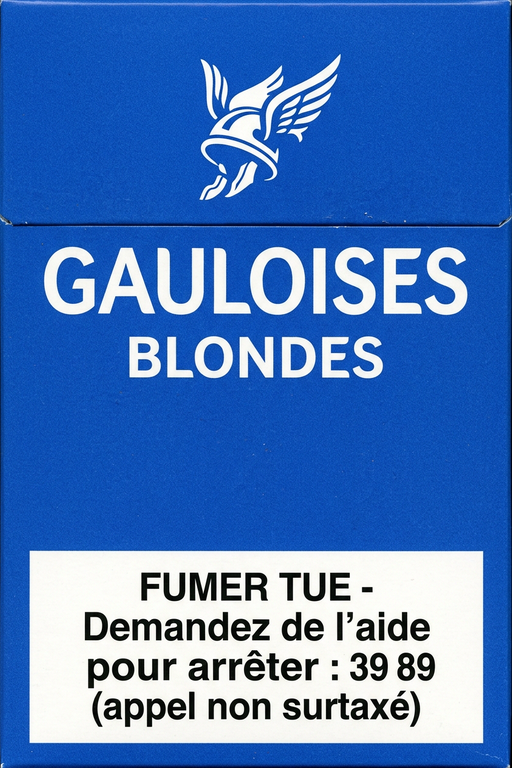 GAULOISES
BLONDES
FUMER TUE -
Demandez de l’aide
pour arrêter : 39 89
(appel non surtaxé)